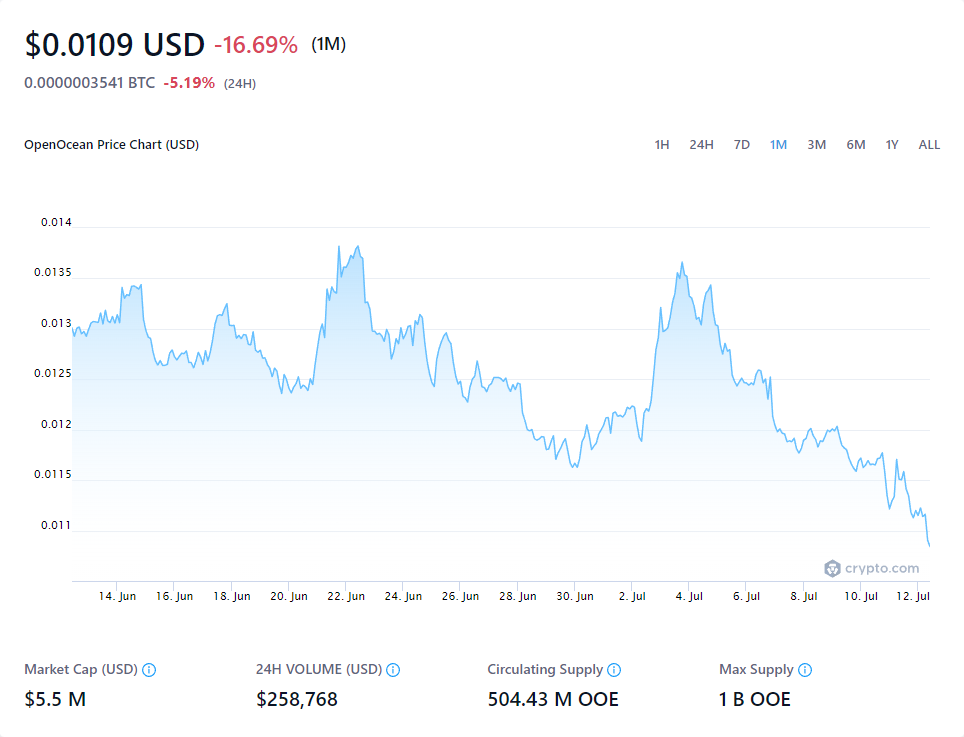 $0.0109 USD -16.69% (1M)
0.0000003541 BTC -5.19% (24H)
OpenOcean Price Chart (USD) 1H 24H 7D 1M 3M 6M 1Y ALL
0.014
0.0135
0.013
0.0125
0.012
0.0115
0.011
crypto.com
14. Jun 16. Jun 18. Jun 20. Jun 22. Jun 24. Jun 26. Jun 28. Jun 30. Jun 2. Jul 4. Jul 6. Jul 8. Jul 10. Jul 12. Jul
Market Cap (USD) 24H VOLUME (USD) Circulating Supply Max Supply
$5.5 M $258,768 504.43 M OOE 1 B OOE